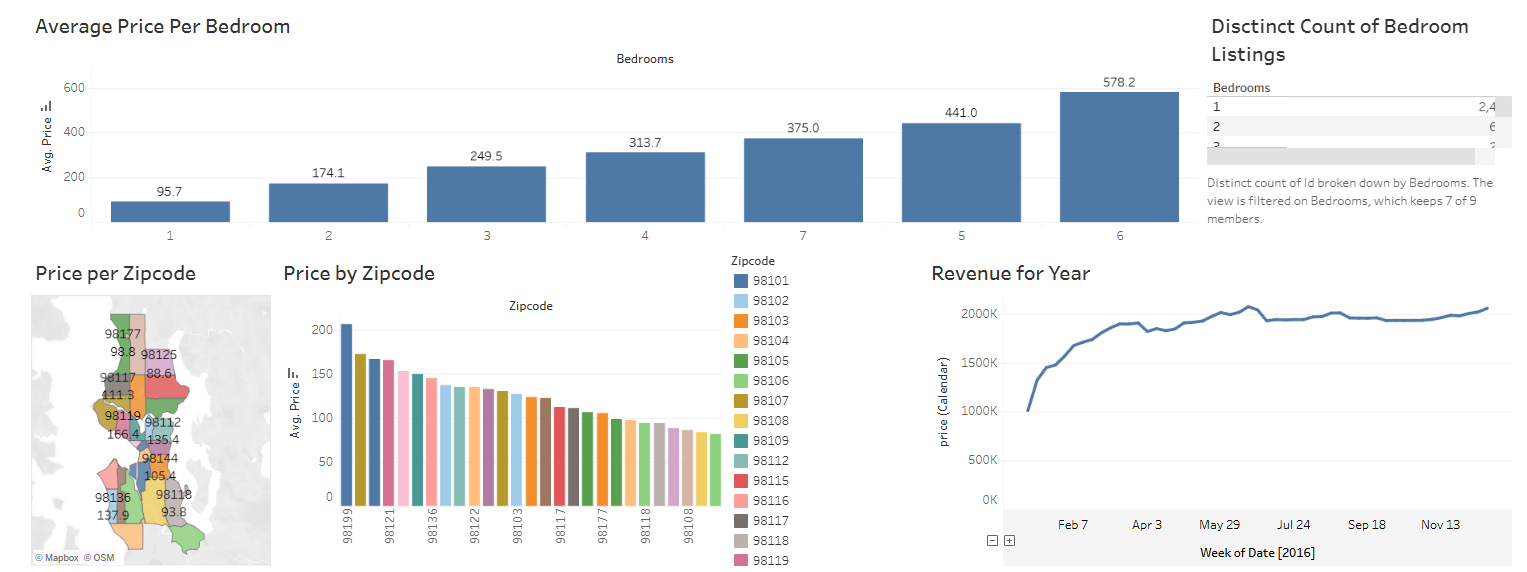 Average Price Per Bedroom
Disctinct Count of Bedroom
Listings
Bedrooms
Avg. Price
600
400
200
0
95.7
174.1
249.5
313.7
375.0
441.0
578.2
1
2
3
4
7
5
6
Bedrooms
1
2,4
2
6
Distinct count of Id broken down by Bedrooms. The
view is filtered on Bedrooms, which keeps 7 of 9
members.
Price per Zipcode
98177
93.8
98125
88.6
98117
111.3
98119
166.4
98112
135.4
98144
105.4
98136
137.9
98118
93.8
© Mapbox © OSM
Price by Zipcode
Zipcode
Avg. Price
200
150
100
50
0
98199
98121
98136
98122
98103
98117
98177
98118
98108
Zipcode
98101
98102
98103
98104
98105
98106
98107
98108
98109
98112
98115
98116
98117
98118
98119
Revenue for Year
price (Calendar)
2000K
1500K
1000K
500K
0K
Feb 7
Apr 3
May 29
Jul 24
Sep 18
Nov 13
Week of Date [2016]